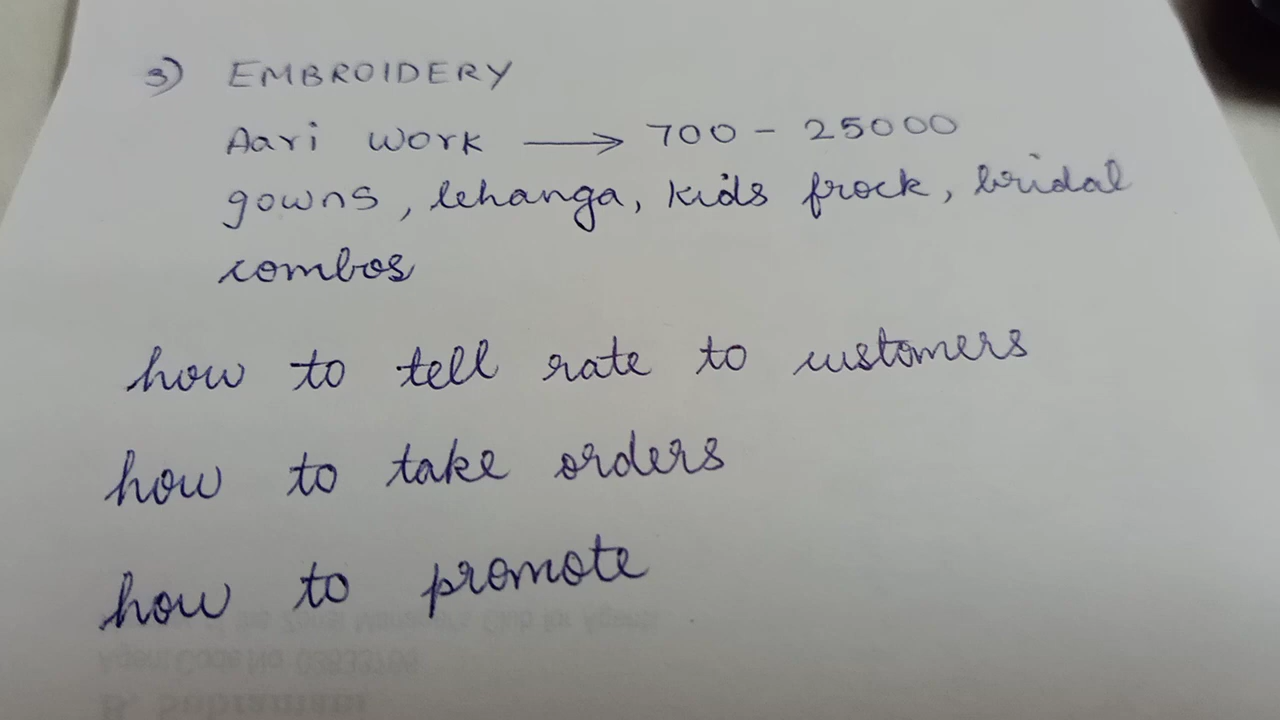 3) EMBROIDERY
Aari work → 700 - 25000
gowns, lehanga, kids frock, bridal
combos
how to tell rate to customers
how to take orders
how to promote